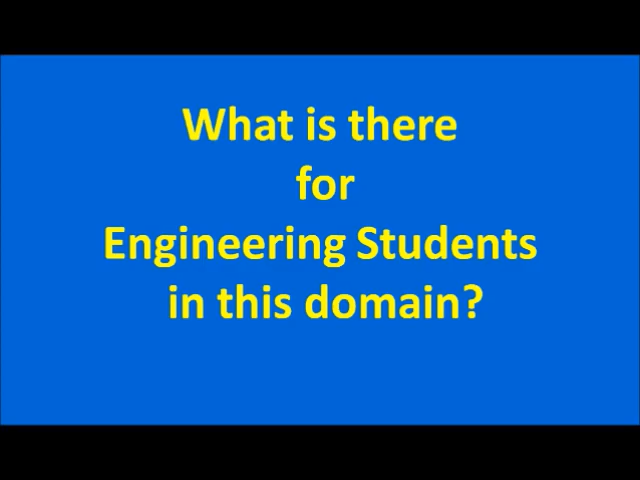 What is there
for
Engineering Students
in this domain?